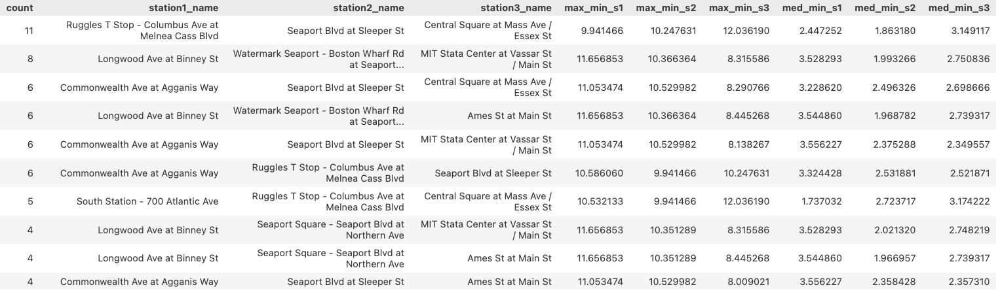 count station1_name station2_name station3_name max_min_s1 max_min_s2 max_min_s3 med_min_s1 med_min_s2 med_min_s3
11 Ruggles T Stop - Columbus Ave at Melnea Cass Blvd Seaport Blvd at Sleeper St Central Square at Mass Ave / Essex St 9.941466 10.247631 12.036190 2.447252 1.863180 3.149117
8 Longwood Ave at Binney St Watermark Seaport - Boston Wharf Rd at Seaport... MIT Stata Center at Vassar St / Main St 11.656853 10.366364 8.315586 3.528293 1.993266 2.750836
6 Commonwealth Ave at Agganis Way Seaport Blvd at Sleeper St Central Square at Mass Ave / Essex St 11.053474 10.529982 8.290766 3.228620 2.496326 2.698666
6 Longwood Ave at Binney St Watermark Seaport - Boston Wharf Rd at Seaport... Ames St at Main St 11.656853 10.366364 8.445268 3.544860 1.968782 2.739317
6 Commonwealth Ave at Agganis Way Seaport Blvd at Sleeper St MIT Stata Center at Vassar St / Main St 11.053474 10.529982 8.138267 3.556227 2.375288 2.349557
6 Commonwealth Ave at Agganis Way Ruggles T Stop - Columbus Ave at Melnea Cass Blvd Seaport Blvd at Sleeper St 10.586060 9.941466 10.247631 3.324428 2.531881 2.521871
5 South Station - 700 Atlantic Ave Ruggles T Stop - Columbus Ave at Melnea Cass Blvd Central Square at Mass Ave / Essex St 10.532133 9.941466 12.036190 1.737032 2.723717 3.174222
4 Longwood Ave at Binney St Seaport Square - Seaport Blvd at Northern Ave MIT Stata Center at Vassar St / Main St 11.656853 10.351289 8.315586 3.528293 2.021320 2.748219
4 Longwood Ave at Binney St Seaport Square - Seaport Blvd at Northern Ave Ames St at Main St 11.656853 10.351289 8.445268 3.544860 1.966957 2.739317
4 Commonwealth Ave at Agganis Way Seaport Blvd at Sleeper St Ames St at Main St 11.053474 10.529982 8.009021 3.556227 2.358428 2.357310